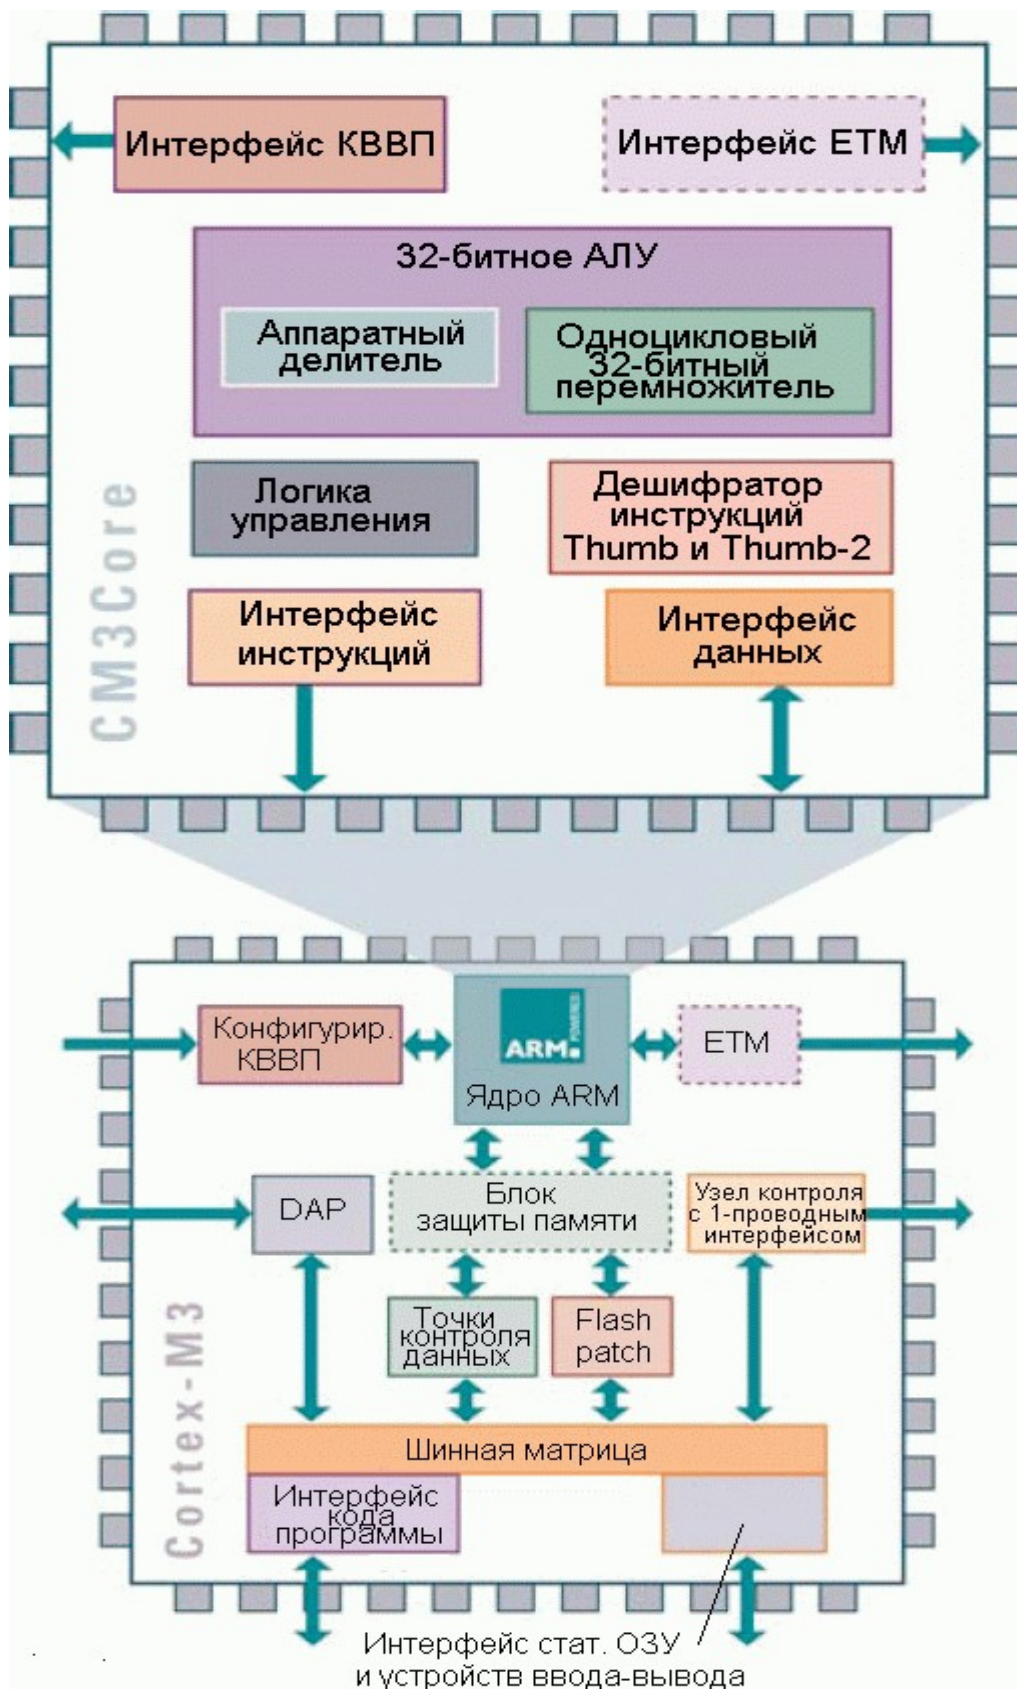 Интерфейс КВВП
Интерфейс ETM
32-битное АЛУ
Аппаратный
делитель
Одноцикловый
32-битный
перемножитель
Логика
управления
Дешифратор
инструкций
Thumb и Thumb-2
Интерфейс
инструкций
Интерфейс
данных
CM3Core
Конфигурир.
КВВП
ARM
POWERED
Ядро ARM
ETM
DAP
Блок
защиты памяти
Узел контроля
с 1-проводным
интерфейсом
Точки
контроля
данных
Flash
patch
Шинная матрица
Интерфейс
кода
программы
Cortex-M3
Интерфейс стат. ОЗУ
и устройств ввода-вывода